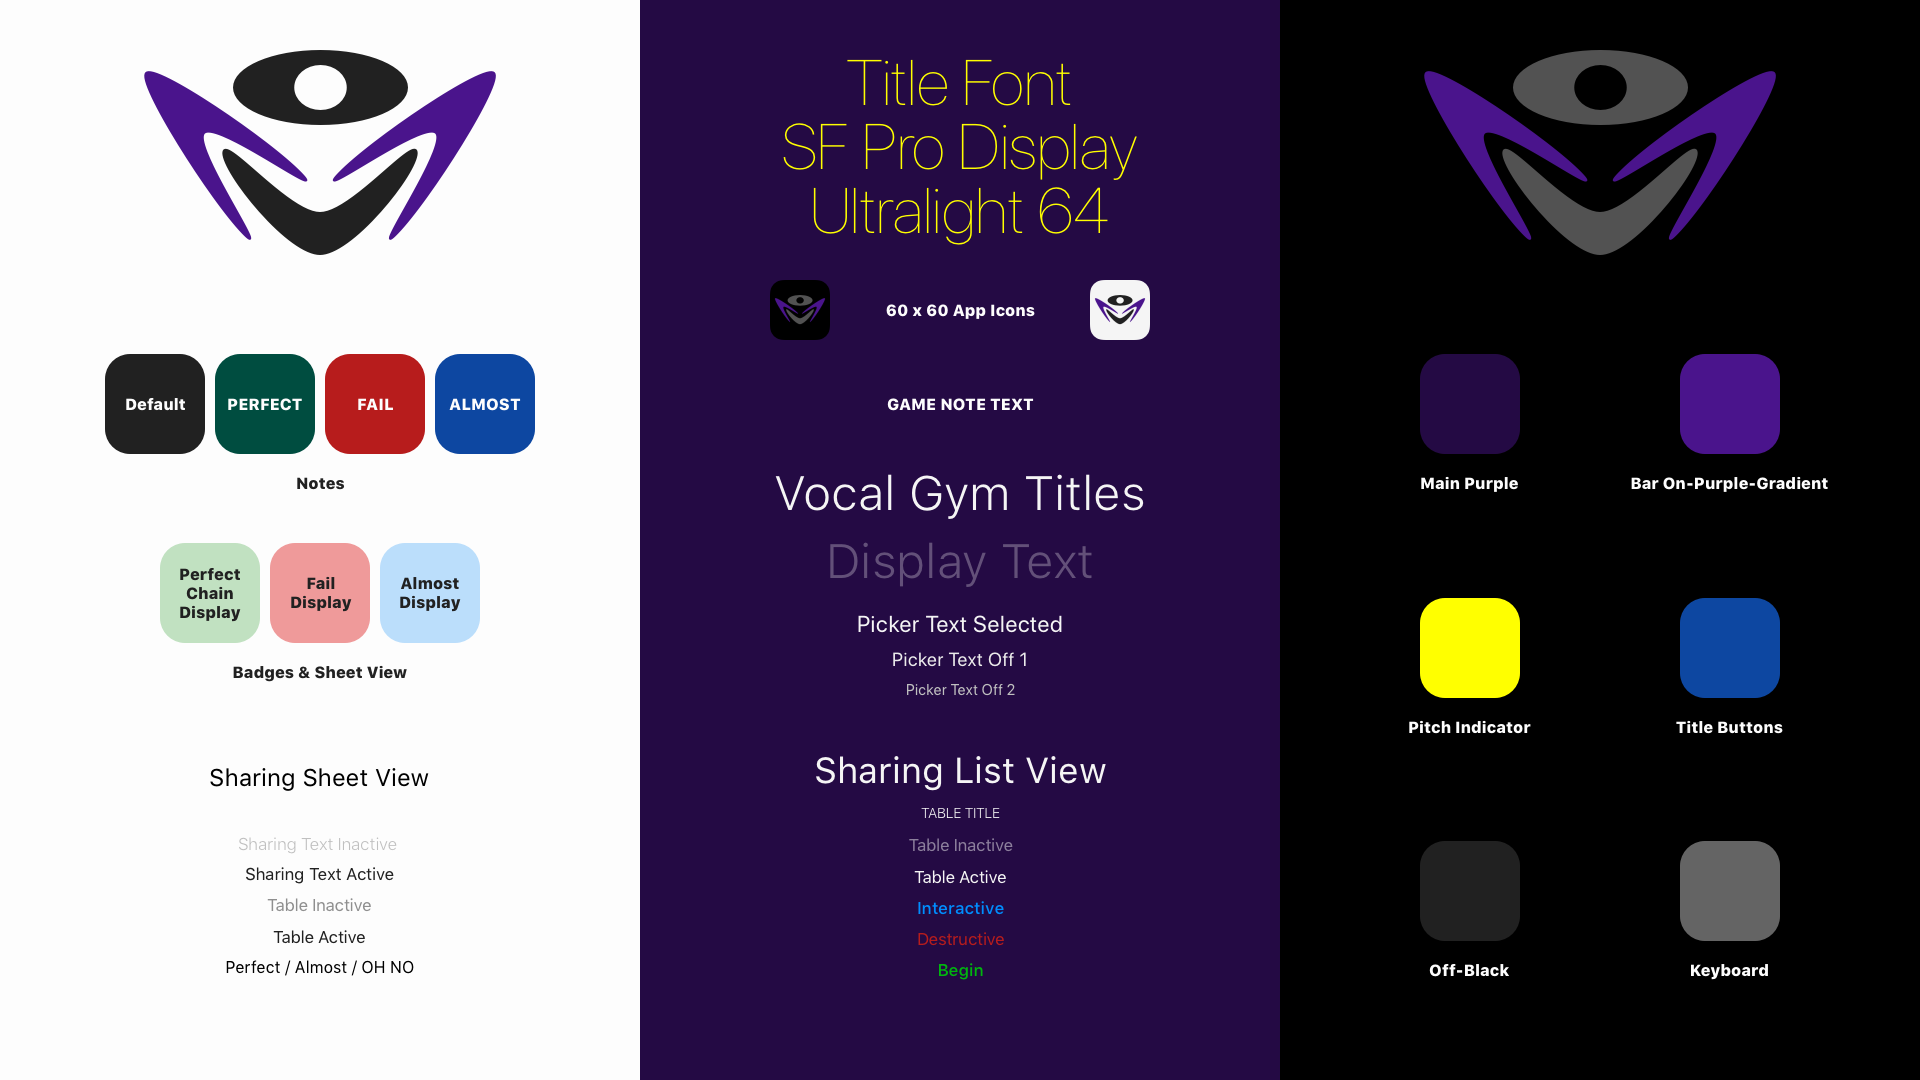 Default
PERFECT
FAIL
ALMOST
Notes
Perfect
Chain
Display
Fail
Display
Almost
Display
Badges & Sheet View
Sharing Sheet View
Sharing Text Inactive
Sharing Text Active
Table Inactive
Table Active
Perfect / Almost / OH NO
Title Font
SF Pro Display
Ultralight 64
60 x 60 App Icons
GAME NOTE TEXT
Vocal Gym Titles
Display Text
Picker Text Selected
Picker Text Off 1
Picker Text Off 2
Sharing List View
TABLE TITLE
Table Inactive
Table Active
Interactive
Destructive
Begin
Main Purple
Bar On-Purple-Gradient
Pitch Indicator
Title Buttons
Off-Black
Keyboard